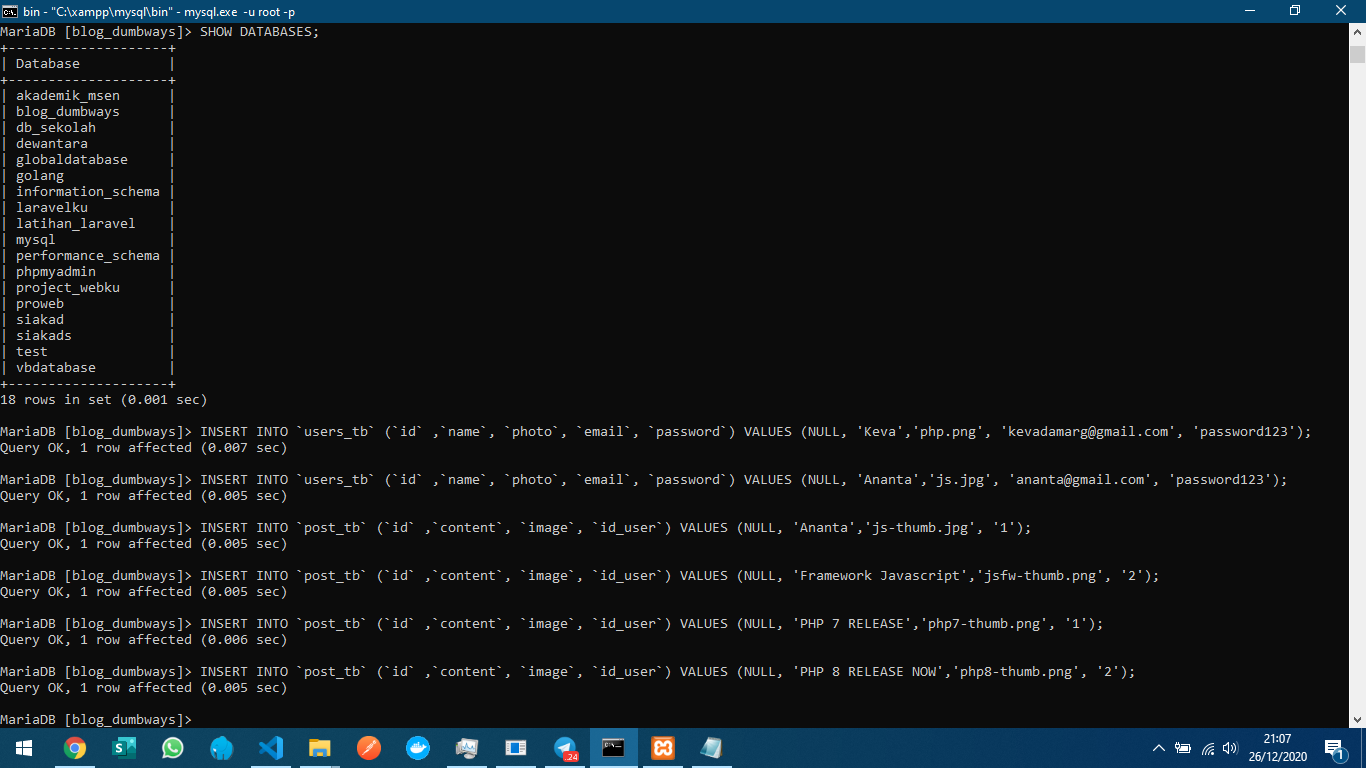 bin - "C:\xampp\mysql\bin" - mysql.exe -u root -p
MariaDB [blog_dumbways]> SHOW DATABASES;
+--------------------+
| Database           |
+--------------------+
| akademik_msen      |
| blog_dumbways      |
| db_sekolah         |
| dewantara          |
| globaldatabase     |
| golang             |
| information_schema |
| laravelku          |
| latihan_laravel    |
| mysql              |
| performance_schema |
| phpmyadmin         |
| project_webku      |
| proweb             |
| siakad             |
| siakads            |
| test               |
| vbdatabase         |
+--------------------+
18 rows in set (0.001 sec)
MariaDB [blog_dumbways]> INSERT INTO `users_tb` (`id` ,`name`, `photo`, `email`, `password`) VALUES (NULL, 'Keva','php.png', 'kevadamarg@gmail.com', 'password123');
Query OK, 1 row affected (0.007 sec)
MariaDB [blog_dumbways]> INSERT INTO `users_tb` (`id` ,`name`, `photo`, `email`, `password`) VALUES (NULL, 'Ananta','js.jpg', 'ananta@gmail.com', 'password123');
Query OK, 1 row affected (0.005 sec)
MariaDB [blog_dumbways]> INSERT INTO `post_tb` (`id` ,`content`, `image`, `id_user`) VALUES (NULL, 'Ananta','js-thumb.jpg', '1');
Query OK, 1 row affected (0.005 sec)
MariaDB [blog_dumbways]> INSERT INTO `post_tb` (`id` ,`content`, `image`, `id_user`) VALUES (NULL, 'Framework Javascript','jsfw-thumb.png', '2');
Query OK, 1 row affected (0.005 sec)
MariaDB [blog_dumbways]> INSERT INTO `post_tb` (`id` ,`content`, `image`, `id_user`) VALUES (NULL, 'PHP 7 RELEASE','php7-thumb.png', '1');
Query OK, 1 row affected (0.006 sec)
MariaDB [blog_dumbways]> INSERT INTO `post_tb` (`id` ,`content`, `image`, `id_user`) VALUES (NULL, 'PHP 8 RELEASE NOW','php8-thumb.png', '2');
Query OK, 1 row affected (0.005 sec)
MariaDB [blog_dumbways]>
24
21:07
26/12/2020
1